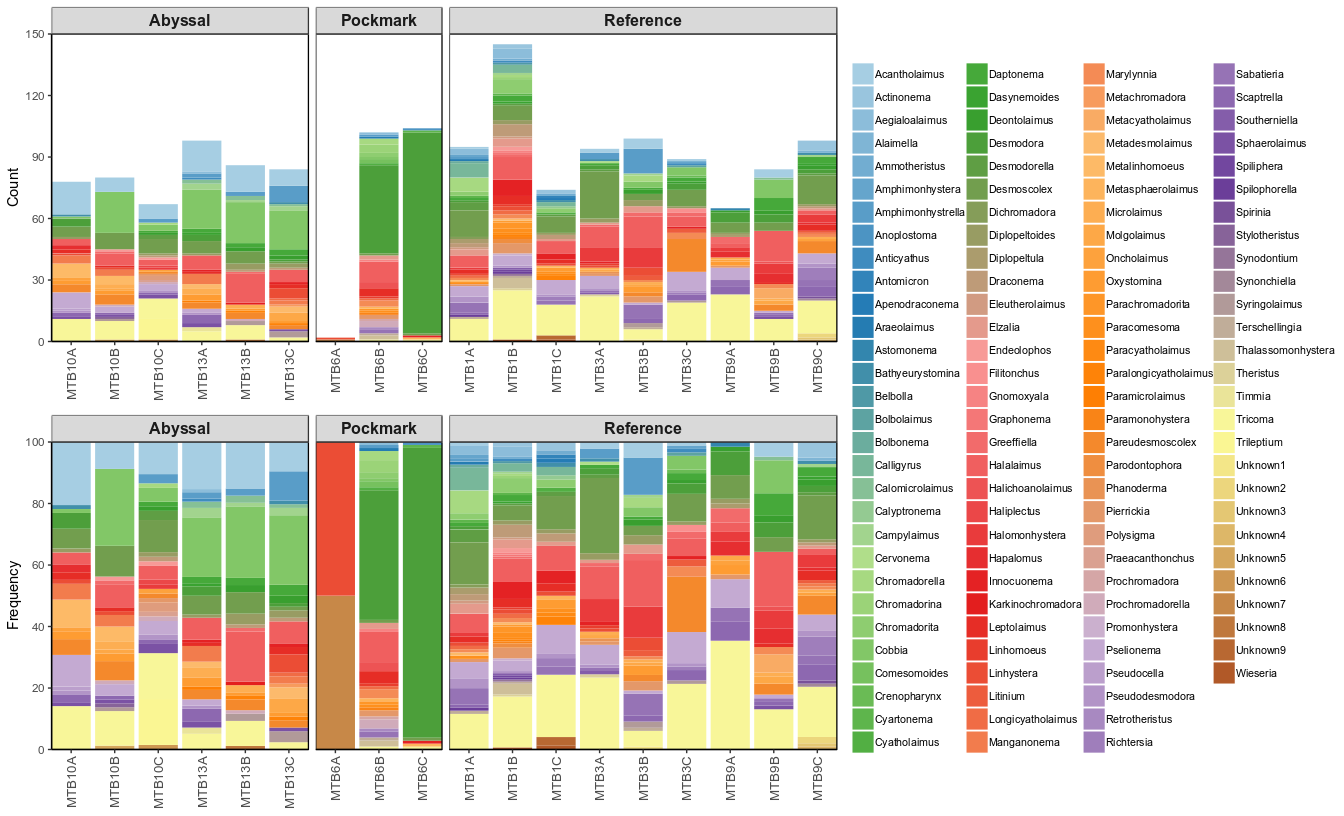 Abyssal Pockmark Reference
150
120
90
60
30
0
Count
MTB10A MTB10B MTB10C MTB13A MTB13B MTB13C MTB6A MTB6B MTB6C MTB1A MTB1B MTB1C MTB3A MTB3B MTB3C MTB9A MTB9B MTB9C
Abyssal Pockmark Reference
100
80
60
40
20
0
Frequency
MTB10A MTB10B MTB10C MTB13A MTB13B MTB13C MTB6A MTB6B MTB6C MTB1A MTB1B MTB1C MTB3A MTB3B MTB3C MTB9A MTB9B MTB9C
Acantholaimus
Actinonema
Aegialoalaimus
Alaimella
Ammotheristus
Amphimonhystera
Amphimonhystrella
Anoplostoma
Anticyathus
Antomicron
Apenodraconema
Araeolaimus
Astomonema
Bathyeurystomina
Belbolla
Bolbolaimus
Bolbonema
Calligyrus
Calomicrolaimus
Calyptronema
Campylaimus
Cervonema
Chromadorella
Chromadorina
Chromadorita
Cobbia
Comesomoides
Crenopharynx
Cyartonema
Cyatholaimus
Daptonema
Dasynemoides
Deontolaimus
Desmodora
Desmodorella
Desmoscolex
Dichromadora
Diplopeltoides
Diplopeltula
Draconema
Eleutherolaimus
Elzalia
Endeolophos
Filitonchus
Gnomoxyala
Graphonema
Greeffiella
Halalaimus
Halichoanolaimus
Haliplectus
Halomonhystera
Hapalomus
Innocuonema
Karkinochromadora
Leptolaimus
Linhomoeus
Linhystera
Litinium
Longicyatholaimus
Manganonema
Marylynnia
Metachromadora
Metacyatholaimus
Metadesmolaimus
Metalinhomoeus
Metasphaerolaimus
Microlaimus
Molgolaimus
Oncholaimus
Oxystomina
Parachromadorita
Paracomesoma
Paracyatholaimus
Paralongicyatholaimus
Paramicrolaimus
Paramonohystera
Pareudesmoscolex
Parodontophora
Phanoderma
Pierrickia
Polysigma
Praeacanthonchus
Prochromadora
Prochromadorella
Promonhystera
Pselionema
Pseudocella
Pseudodesmodora
Retrotheristus
Richtersia
Sabatieria
Scaptrella
Southerniella
Sphaerolaimus
Spiliphera
Spilophorella
Spirinia
Stylotheristus
Synodontium
Synonchiella
Syringolaimus
Terschellingia
Thalassomonhystera
Theristus
Timmia
Tricoma
Trileptium
Unknown1
Unknown2
Unknown3
Unknown4
Unknown5
Unknown6
Unknown7
Unknown8
Unknown9
Wieseria